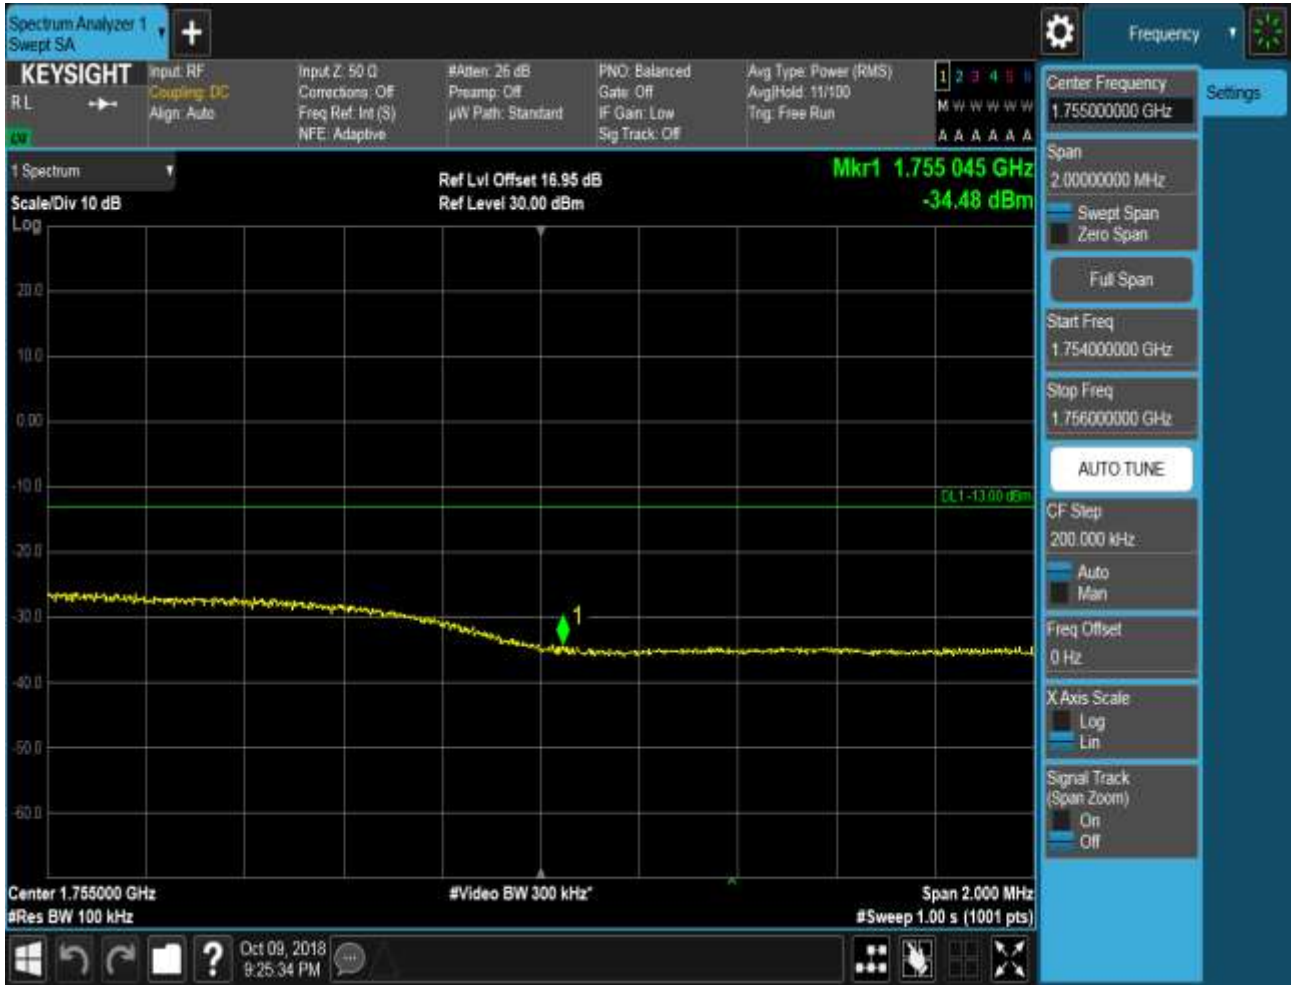 Spectrum Analyzer 1
Swept SA
Frequency
KEYSIGHT
R L
Input: RF
Coupling: DC
Align: Auto
Input Z: 50 Ω
Corrections: Off
Freq Ref: Int (S)
NFE: Adaptive
#Atten: 26 dB
Preamp: Off
µW Path: Standard
PNO: Balanced
Gate: Off
IF Gain: Low
Sig Track: Off
Avg Type: Power (RMS)
Avg|Hold: 11/100
Trig: Free Run
1 2 3 4 5 6
M W W W W W
A A A A A A
1 Spectrum
Scale/Div 10 dB
Log
Ref Lvl Offset 16.95 dB
Ref Level 30.00 dBm
Mkr1 1.755 045 GHz
-34.48 dBm
20.0
10.0
0.00
-10.0
-20.0
-30.0
-40.0
-50.0
-60.0
DL1 -13.00 dBm
1
Center 1.755000 GHz
#Res BW 100 kHz
#Video BW 300 kHz*
Span 2.000 MHz
#Sweep 1.00 s (1001 pts)
Oct 09, 2018
9:25:34 PM
Center Frequency
1.755000000 GHz
Settings
Span
2.00000000 MHz
Swept Span
Zero Span
Full Span
Start Freq
1.754000000 GHz
Stop Freq
1.756000000 GHz
AUTO TUNE
CF Step
200.000 kHz
Auto
Man
Freq Offset
0 Hz
X Axis Scale
Log
Lin
Signal Track
(Span Zoom)
On
Off